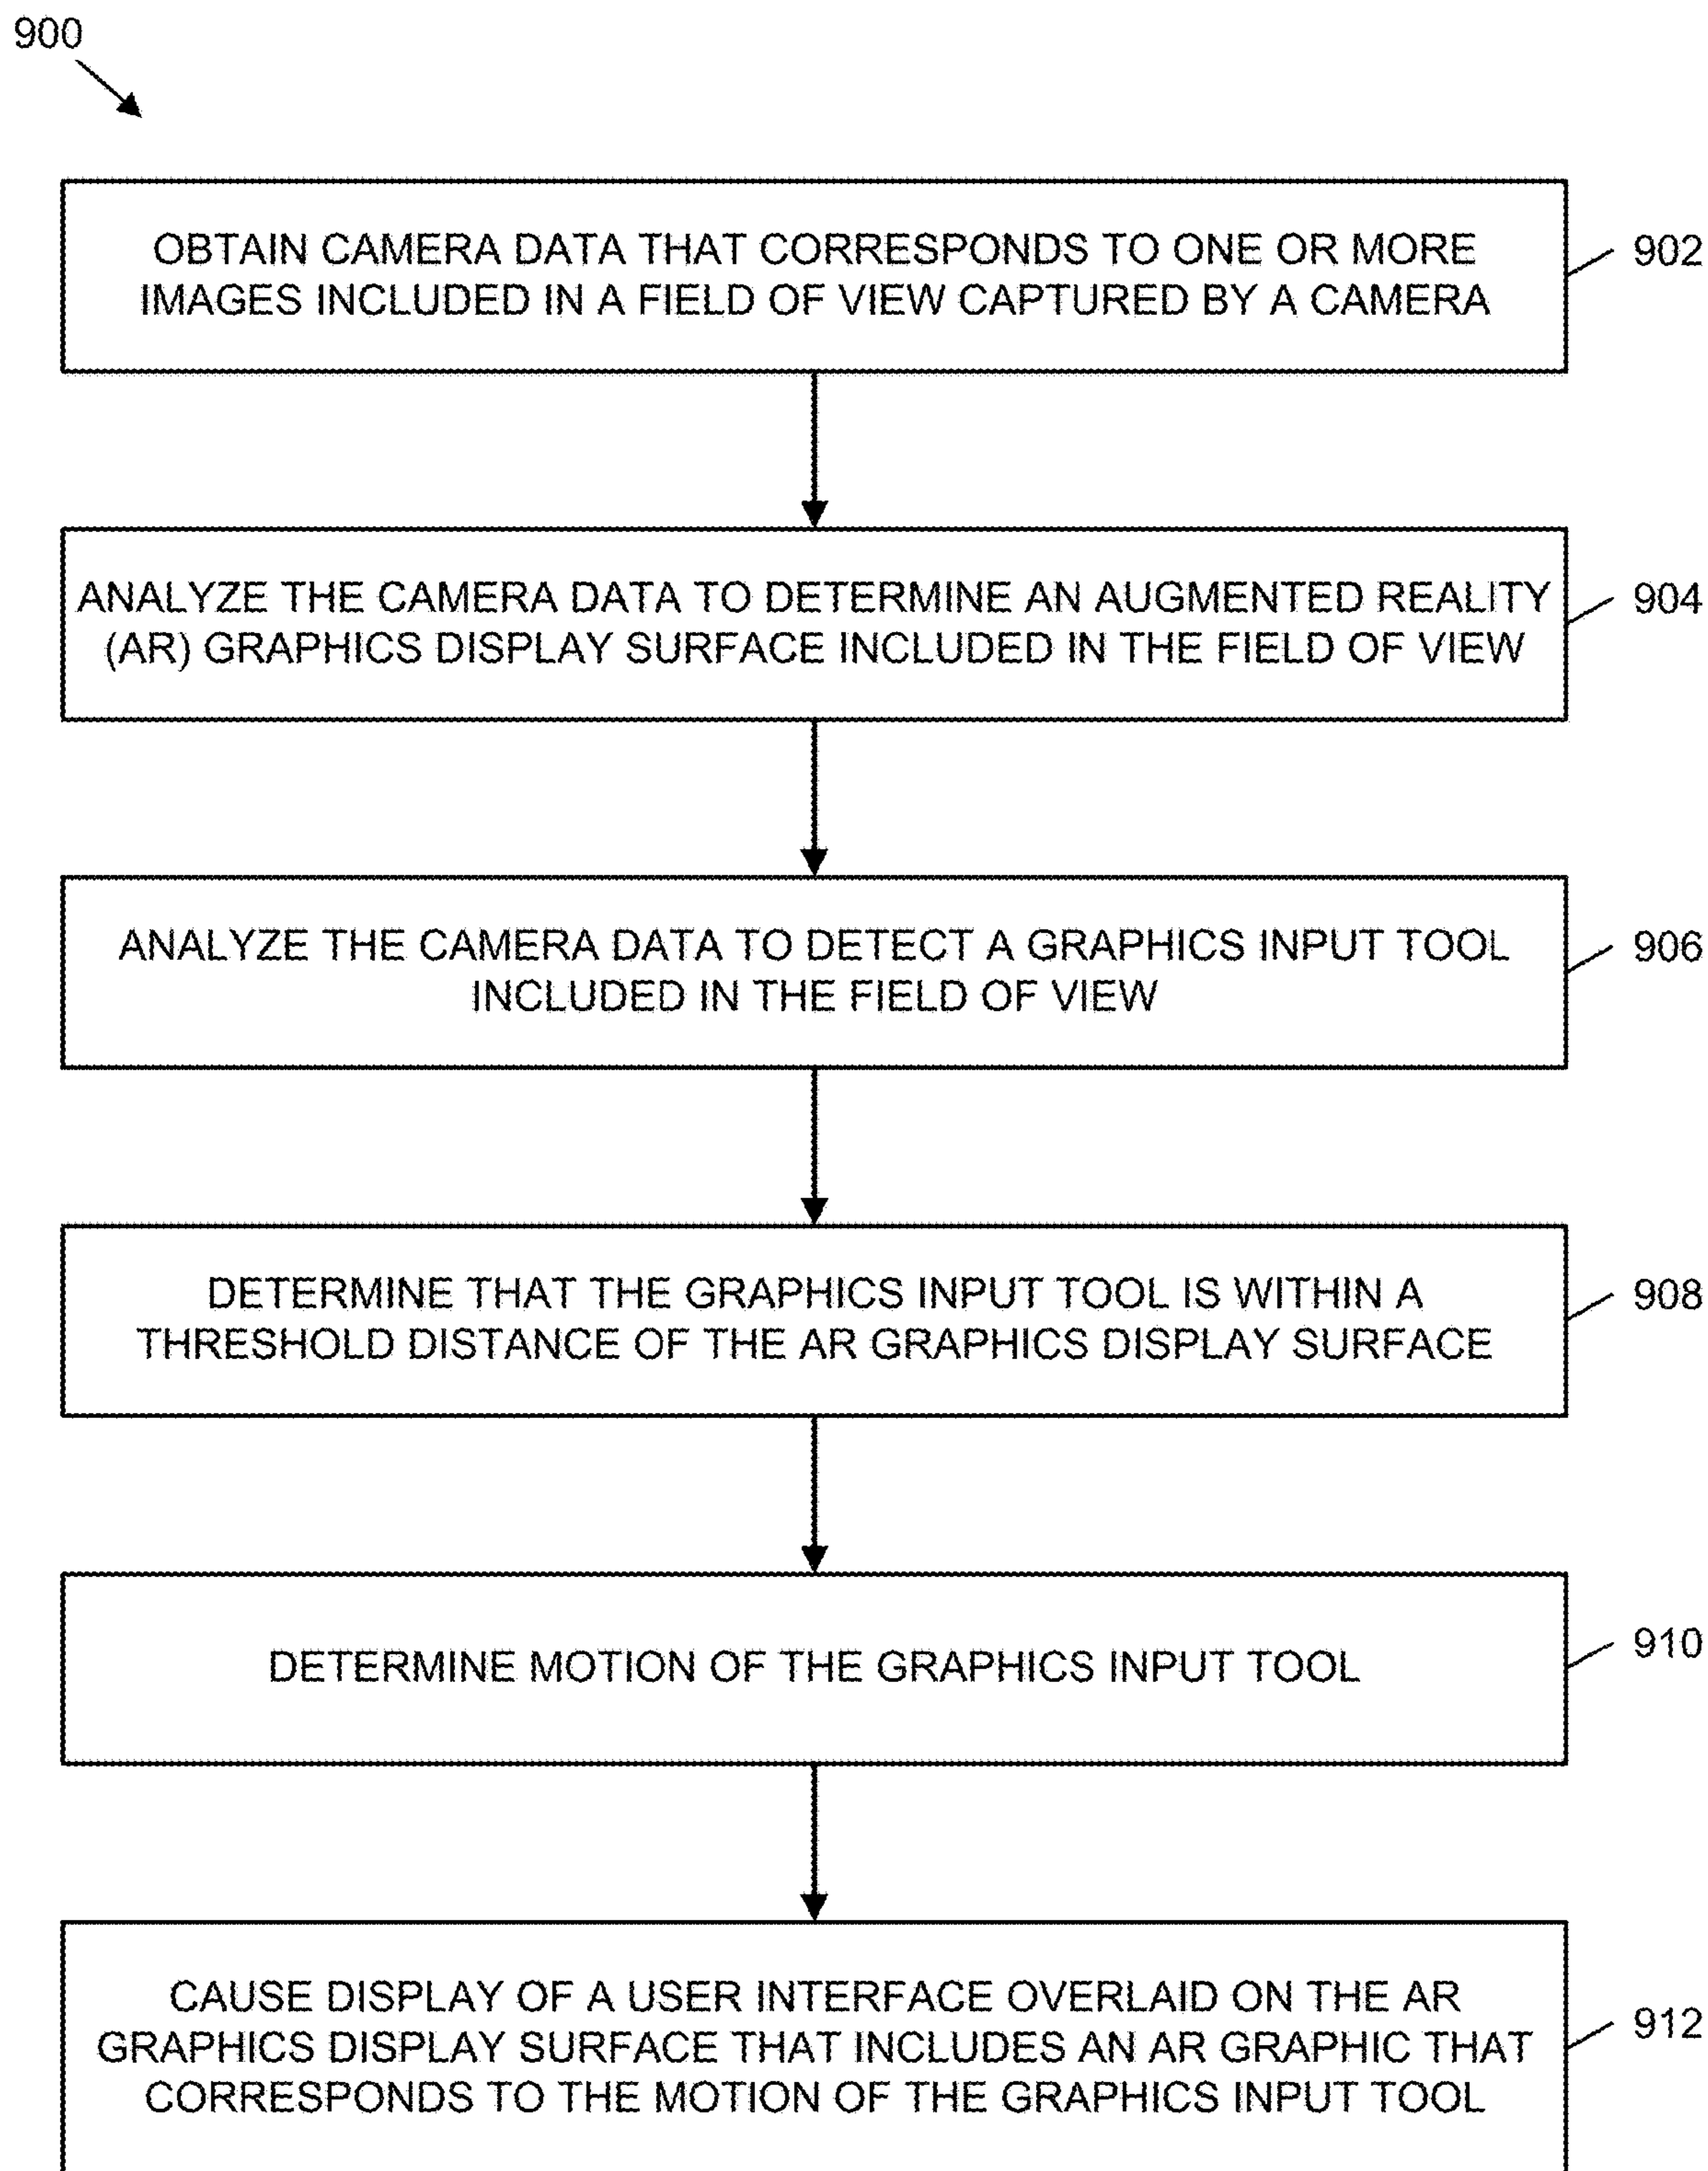 900
OBTAIN CAMERA DATA THAT CORRESPONDS TO ONE OR MORE
IMAGES INCLUDED IN A FIELD OF VIEW CAPTURED BY A CAMERA
902
ANALYZE THE CAMERA DATA TO DETERMINE AN AUGMENTED REALITY
(AR) GRAPHICS DISPLAY SURFACE INCLUDED IN THE FIELD OF VIEW
904
ANALYZE THE CAMERA DATA TO DETECT A GRAPHICS INPUT TOOL
INCLUDED IN THE FIELD OF VIEW
906
DETERMINE THAT THE GRAPHICS INPUT TOOL IS WITHIN A
THRESHOLD DISTANCE OF THE AR GRAPHICS DISPLAY SURFACE
908
DETERMINE MOTION OF THE GRAPHICS INPUT TOOL
910
CAUSE DISPLAY OF A USER INTERFACE OVERLAID ON THE AR
GRAPHICS DISPLAY SURFACE THAT INCLUDES AN AR GRAPHIC THAT
CORRESPONDS TO THE MOTION OF THE GRAPHICS INPUT TOOL
912